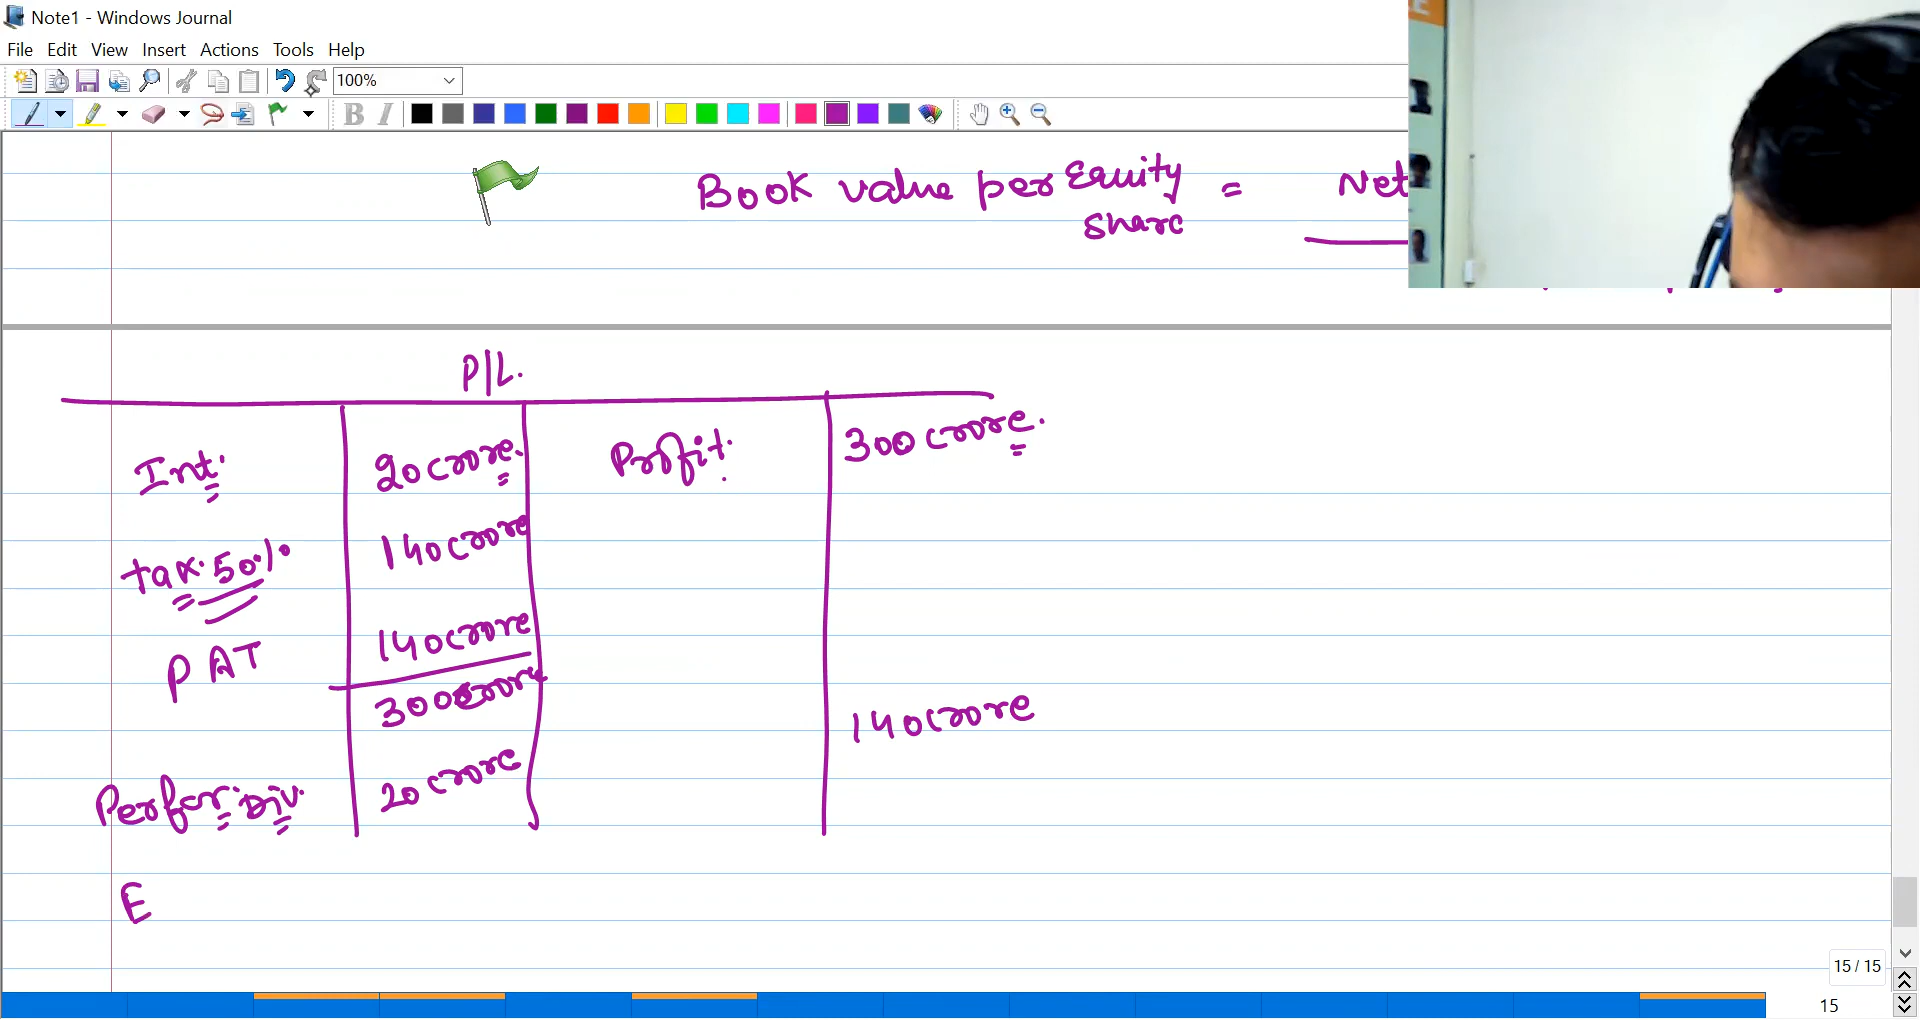 Note1 - Windows Journal
File Edit View Insert Actions Tools Help
100%
B I
Book value per Equity Share = Net
P/L.
Int. 20 crore. Profit. 300 crore.
tax. 50% 140 crore
PAT 140 crore
300 crore 140 crore
Perfar. Div. 20 crore
E
15 / 15
15